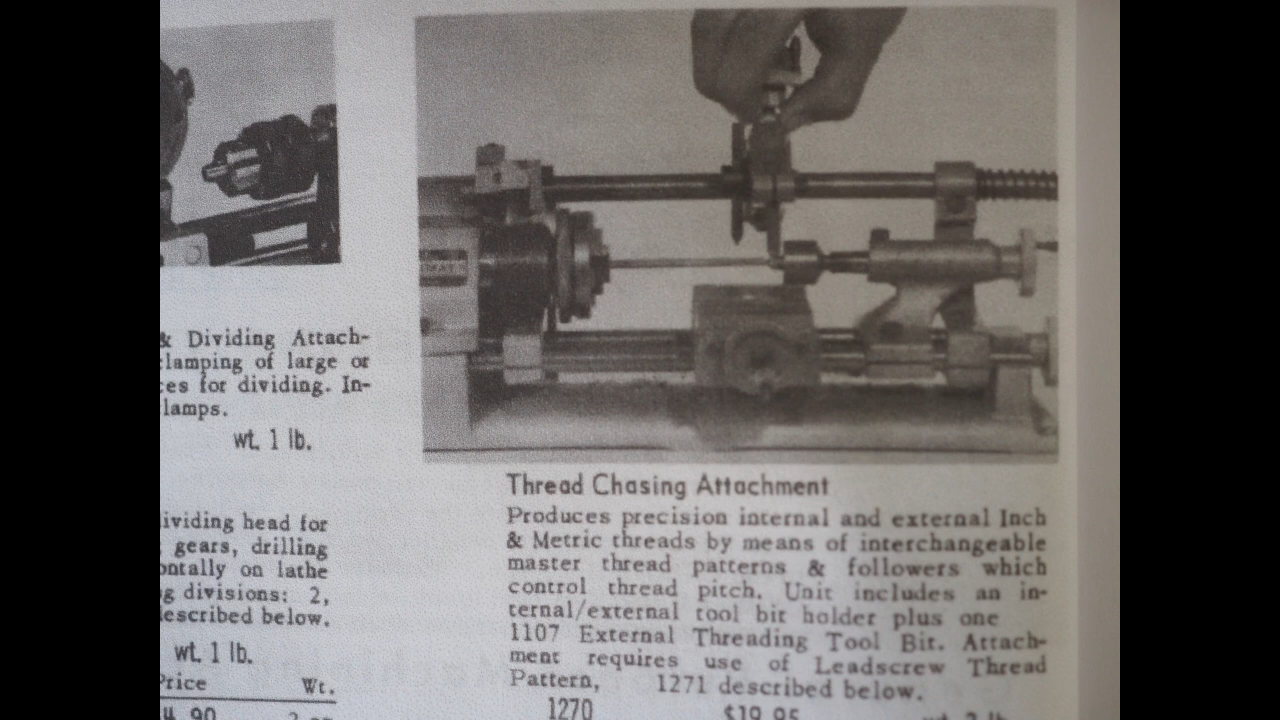 & Dividing Attach-
clamping of large or
ces for dividing. In-
lamps.
wt. 1 lb.
ividing head for
gears, drilling
ontally on lathe
g divisions: 2,
escribed below.
wt. 1 lb.
Price Wt.
Thread Chasing Attachment
Produces precision internal and external Inch
& Metric threads by means of interchangeable
master thread patterns & followers which
control thread pitch. Unit includes an in-
ternal/external tool bit holder plus one
1107 External Threading Tool Bit. Attach-
ment requires use of Leadscrew Thread
Pattern, 1271 described below.
1270 $19.95